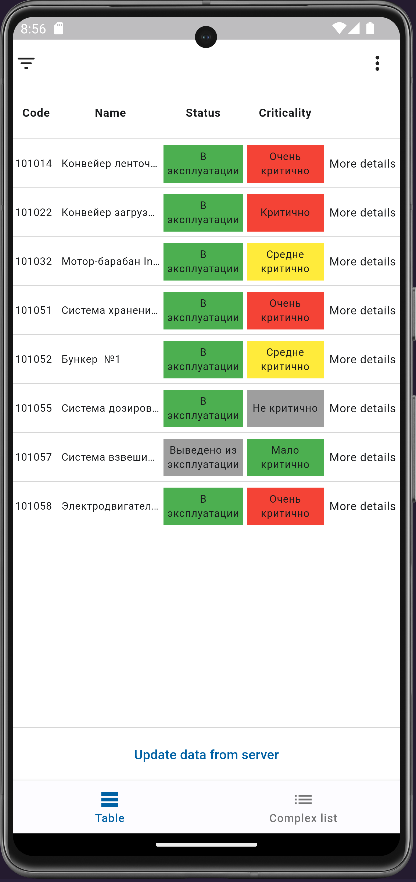 8:56
Code Name Status Criticality
101014 Конвейер ленточ... В эксплуатации Очень критично More details
101022 Конвейер загруз... В эксплуатации Критично More details
101032 Мотор-барабан In... В эксплуатации Средне критично More details
101051 Система хранени... В эксплуатации Очень критично More details
101052 Бункер №1 В эксплуатации Средне критично More details
101055 Система дозиров... В эксплуатации Не критично More details
101057 Система взвеши... Выведено из эксплуатации Мало критично More details
101058 Электродвигател... В эксплуатации Очень критично More details
Update data from server
Table Complex list